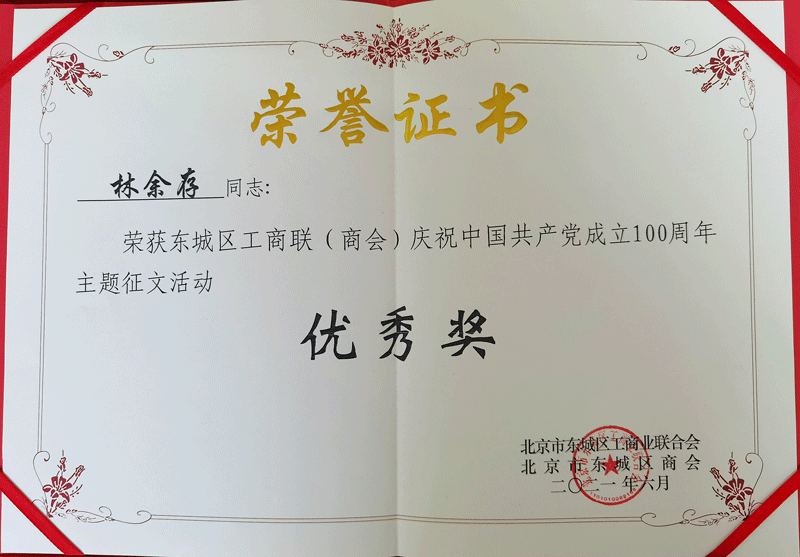 荣誉证书
林余存 同志:
荣获东城区工商联（商会）庆祝中国共产党成立100周年
主题征文活动
优秀奖
北京市东城区工商业联合会
北京市东城区商会
二〇二一年六月